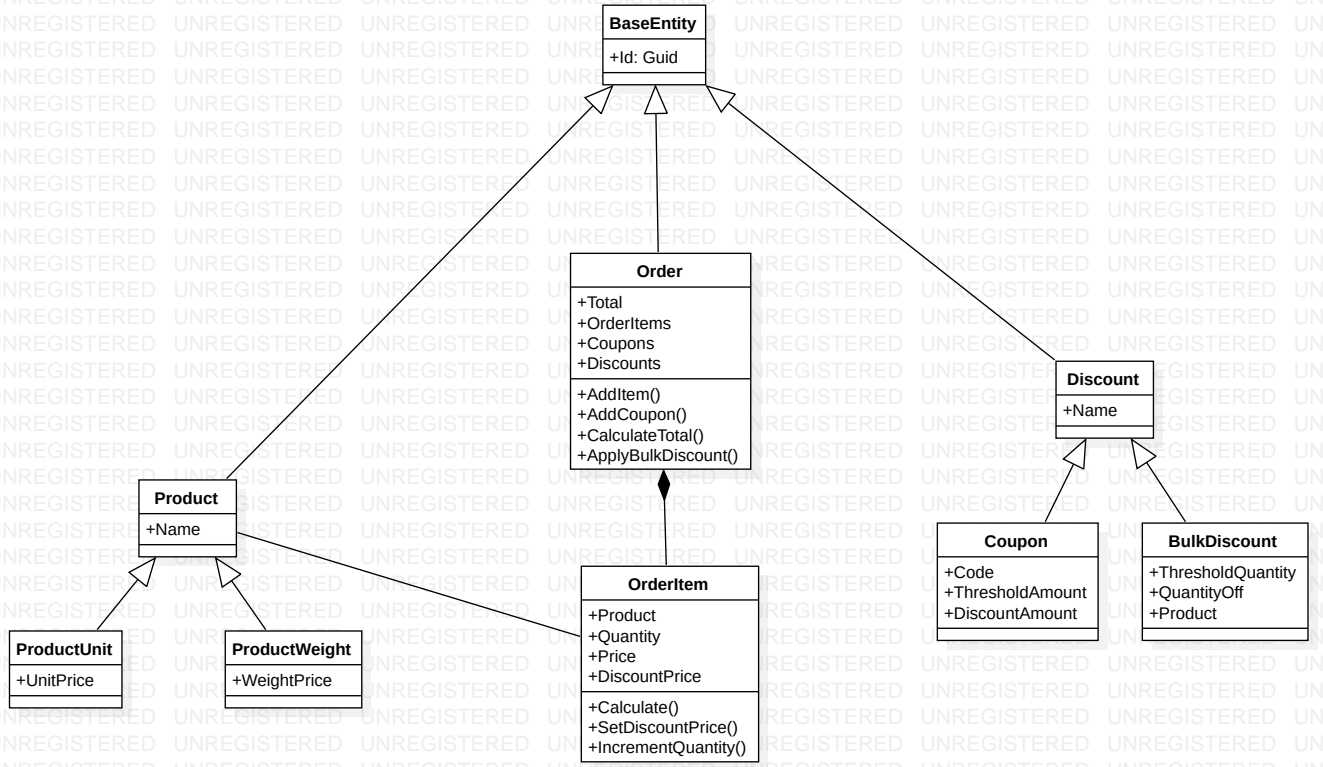 BaseEntity
+Id: Guid
Order
+Total
+OrderItems
+Coupons
+Discounts
+AddItem()
+AddCoupon()
+CalculateTotal()
+ApplyBulkDiscount()
Discount
+Name
Product
+Name
Coupon
+Code
+ThresholdAmount
+DiscountAmount
BulkDiscount
+ThresholdQuantity
+QuantityOff
+Product
OrderItem
+Product
+Quantity
+Price
+DiscountPrice
+Calculate()
+SetDiscountPrice()
+IncrementQuantity()
ProductUnit
+UnitPrice
ProductWeight
+WeightPrice
UNREGISTERED